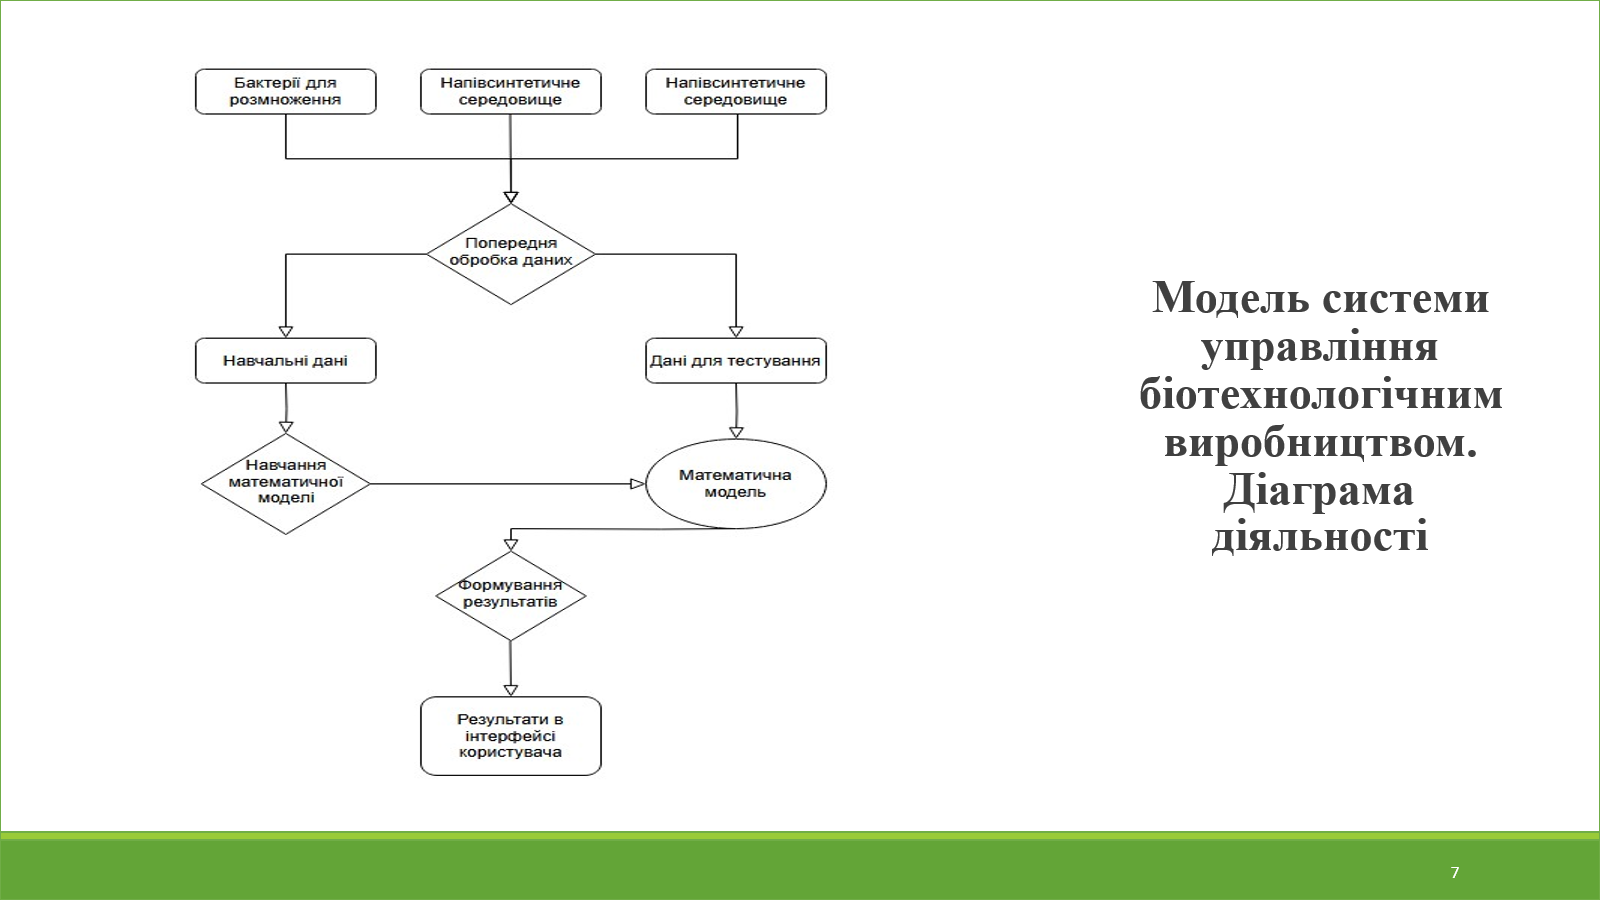 Бактерії для
розмноження
Напівсинтетичне
середовище
Напівсинтетичне
середовище
Попередня
обробка даних
Навчальні дані
Дані для тестування
Навчання
математичної
моделі
Математична
модель
Формування
результатів
Результати в
інтерфейсі
користувача
Модель системи
управління
біотехнологічним
виробництвом.
Діаграма
діяльності
7